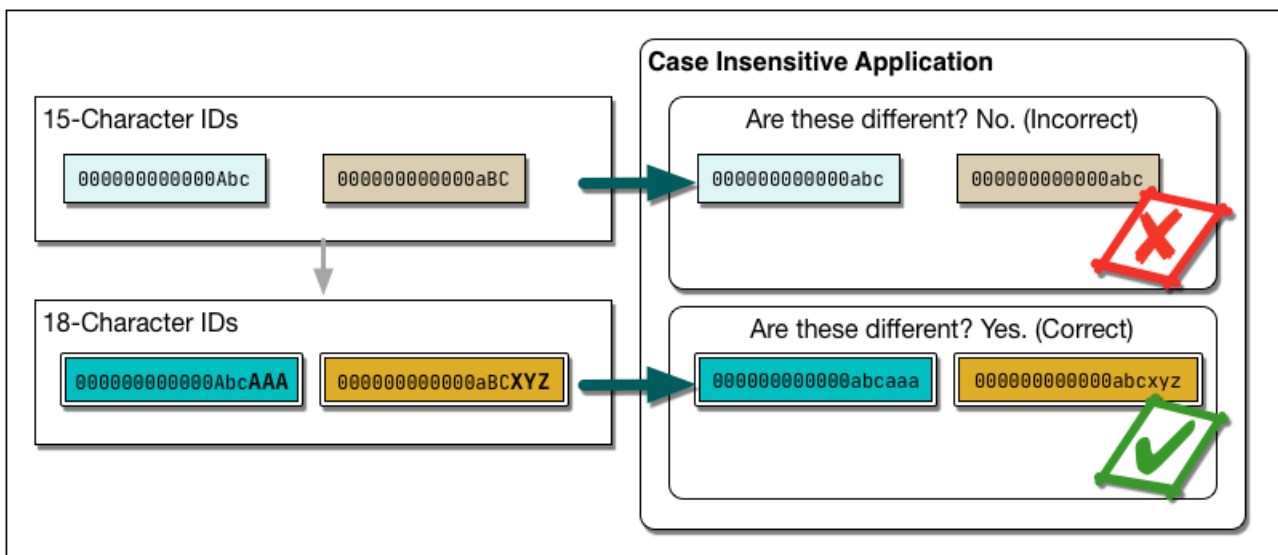 Case Insensitive Application
15-Character IDs
000000000000Abc
000000000000aBC
Are these different? No. (Incorrect)
000000000000abc
000000000000abc
18-Character IDs
000000000000AbcAAA
000000000000aBCXYZ
Are these different? Yes. (Correct)
000000000000abcaaa
000000000000abcxyz